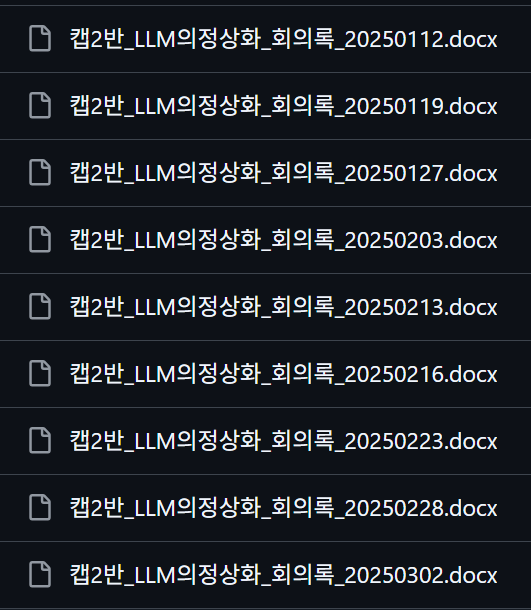 캡2반_LLM의정상화_회의록_20250112.docx
캡2반_LLM의정상화_회의록_20250119.docx
캡2반_LLM의정상화_회의록_20250127.docx
캡2반_LLM의정상화_회의록_20250203.docx
캡2반_LLM의정상화_회의록_20250213.docx
캡2반_LLM의정상화_회의록_20250216.docx
캡2반_LLM의정상화_회의록_20250223.docx
캡2반_LLM의정상화_회의록_20250228.docx
캡2반_LLM의정상화_회의록_20250302.docx